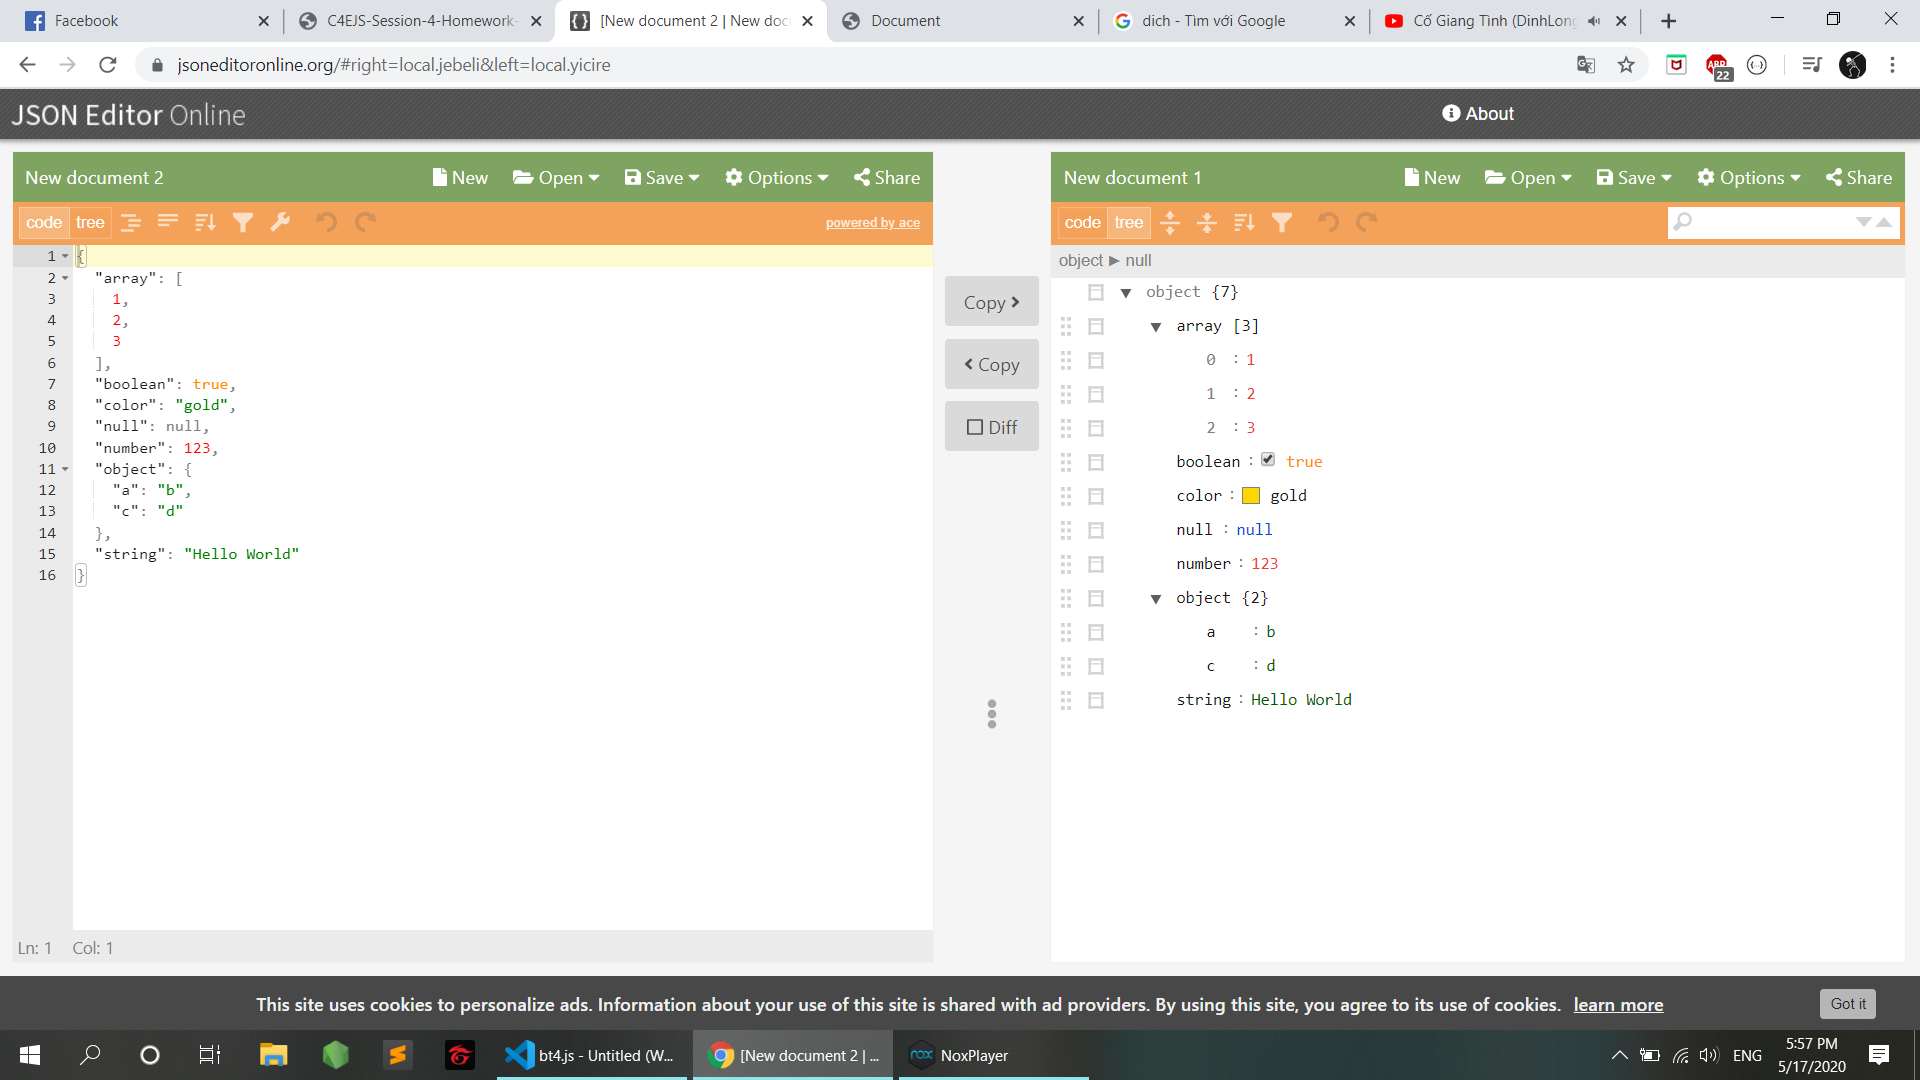 Facebook
C4EJS-Session-4-Homework-
[New document 2 | New doc
Document
dich - Tìm với Google
Cố Giang Tình (DinhLong
jsoneditoronline.org/#right=local.jebeli&left=local.yicire
22
JSON Editor Online
About
New document 2
New
Open
Save
Options
Share
code
tree
powered by ace
1 {
2 "array": [
3 1,
4 2,
5 3
6 ],
7 "boolean": true,
8 "color": "gold",
9 "null": null,
10 "number": 123,
11 "object": {
12 "a": "b",
13 "c": "d"
14 },
15 "string": "Hello World"
16 }
Ln: 1 Col: 1
Copy
Copy
Diff
New document 1
New
Open
Save
Options
Share
code
tree
object ► null
object {7}
array [3]
0 : 1
1 : 2
2 : 3
boolean : true
color : gold
null : null
number : 123
object {2}
a : b
c : d
string : Hello World
This site uses cookies to personalize ads. Information about your use of this site is shared with ad providers. By using this site, you agree to its use of cookies. learn more
Got it
bt4.js - Untitled (W...
[New document 2 | ...
nox
NoxPlayer
ENG
5:57 PM
5/17/2020